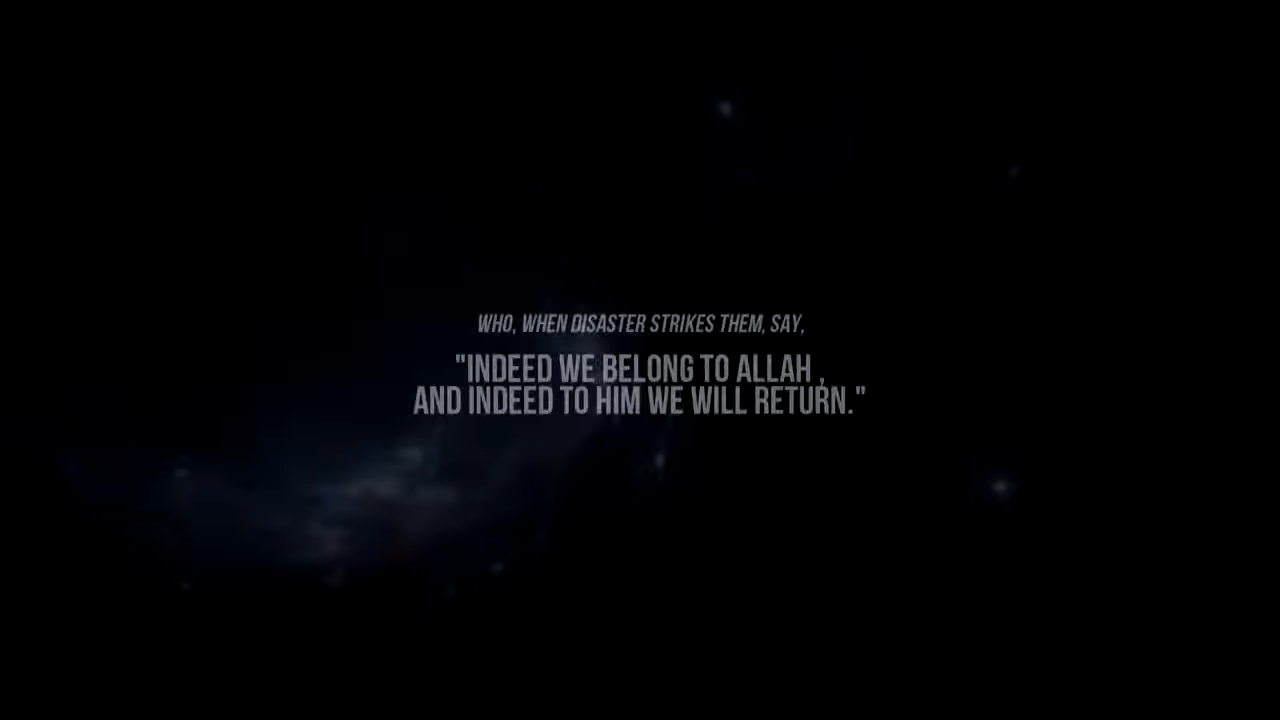 WHO, WHEN DISASTER STRIKES THEM, SAY,
"INDEED WE BELONG TO ALLAH ,
AND INDEED TO HIM WE WILL RETURN."